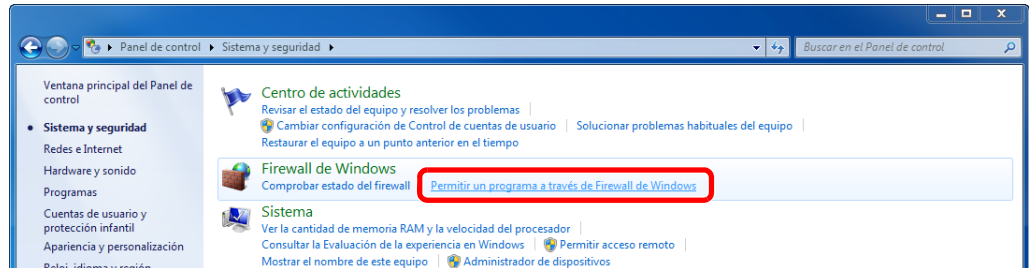 Panel de control Sistema y seguridad
Buscar en el Panel de control
Ventana principal del Panel de
control
Sistema y seguridad
Redes e Internet
Hardware y sonido
Programas
Cuentas de usuario y
protección infantil
Apariencia y personalización
Reloj, idioma y región
Centro de actividades
Revisar el estado del equipo y resolver los problemas
Cambiar configuración de Control de cuentas de usuario Solucionar problemas habituales del equipo
Restaurar el equipo a un punto anterior en el tiempo
Firewall de Windows
Comprobar estado del firewall Permitir un programa a través de Firewall de Windows
Sistema
Ver la cantidad de memoria RAM y la velocidad del procesador
Consultar la Evaluación de la experiencia en Windows Permitir acceso remoto
Mostrar el nombre de este equipo Administrador de dispositivos